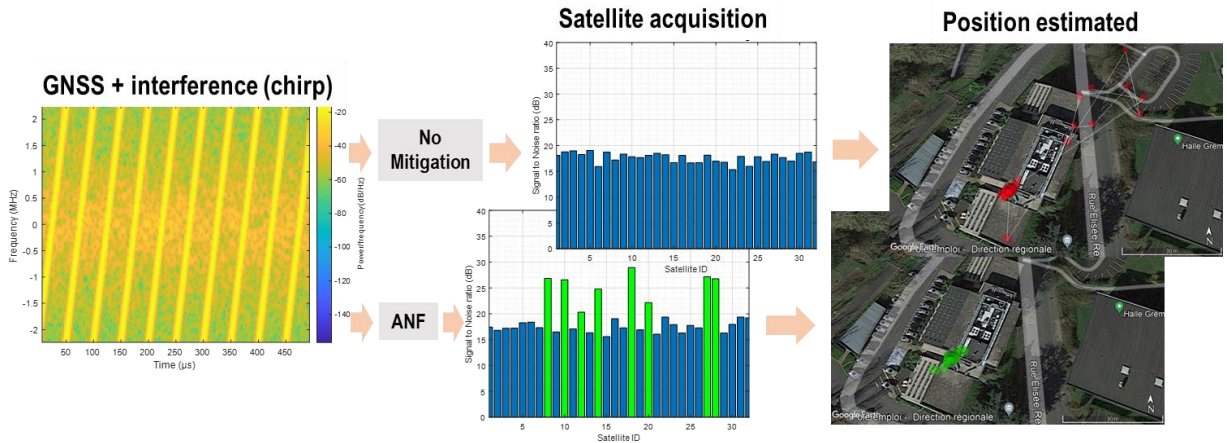 Satellite acquisition
Position estimated
GNSS + interference (chirp)
Frequency (MHz)
2
1.5
1
0.5
0
-0.5
-1
-1.5
-2
50 100 150 200 250 300 350 400 450
Time (µs)
-20
-40
-60
-80
-100
-120
-140
Power/frequency(dB/Hz)
No
Mitigation
ANF
Signal to Noise ratio (dB)
40
35
30
25
20
15
10
5
0
5 10 15 20 25 30
Satellite ID
Signal to Noise ratio (dB)
40
35
30
25
20
15
10
5
0
5 10 15 20 25 30
Satellite ID
Halle Grem
Rue Elisée Re
Google Earth
Direction regionale
N
Halle Grem
Rue Elisée Re
Google Earth
Direction regionale
N